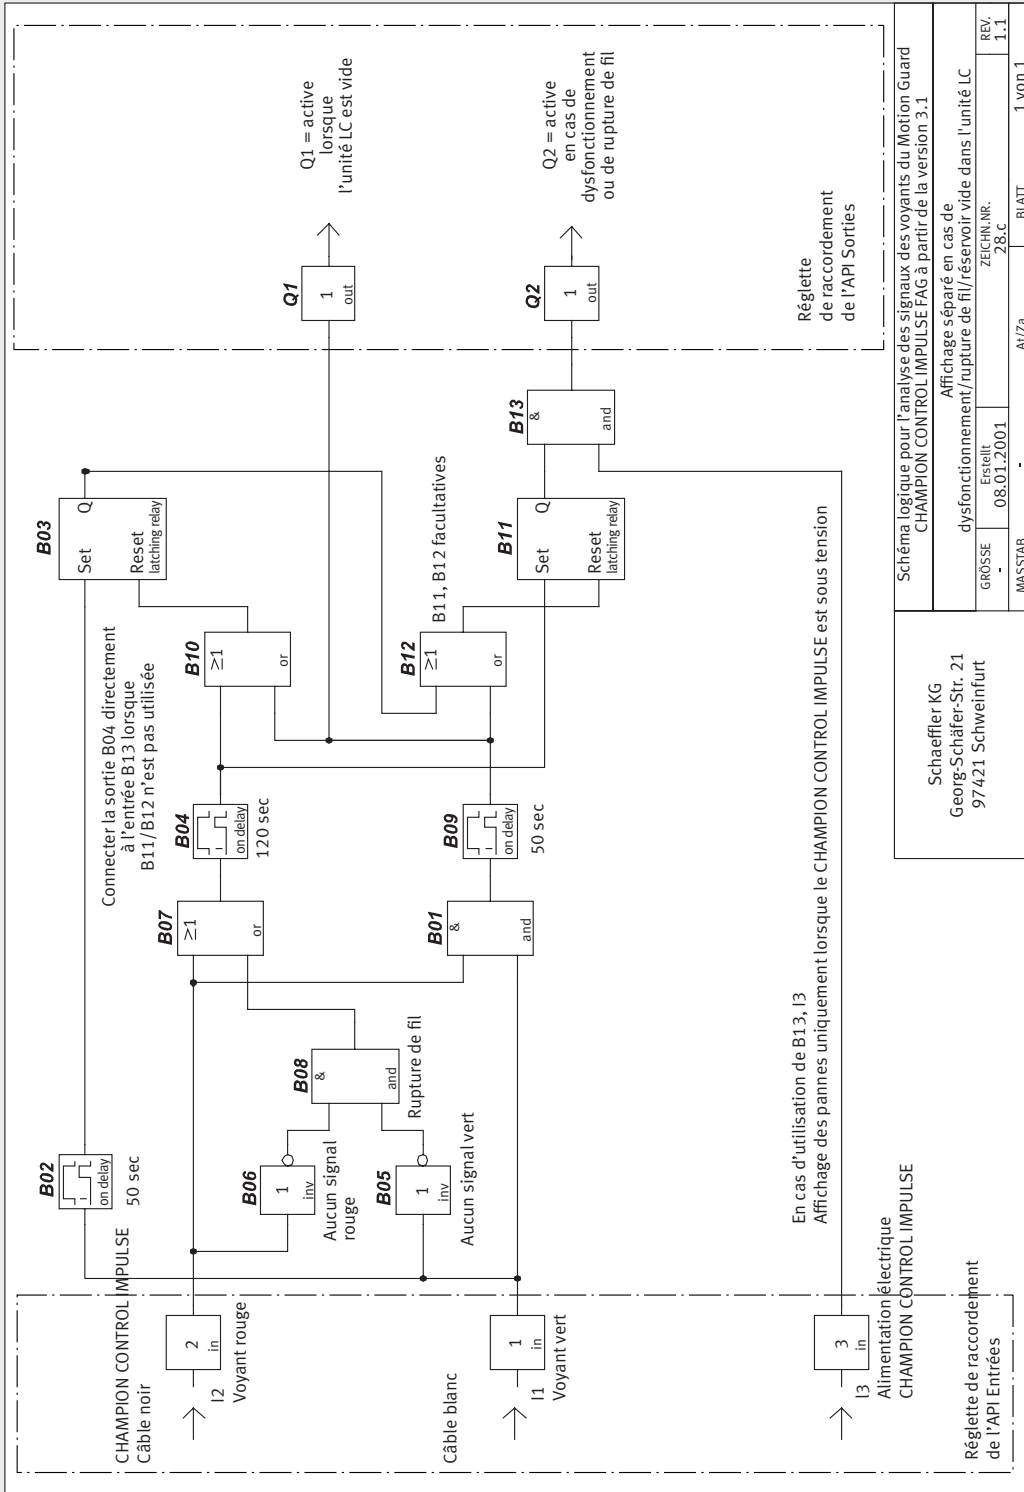 CHAMPION CONTROL IMPULSE
Câble noir
I2
2
in
Voyant rouge
Câble blanc
I1
1
in
Voyant vert
I3
3
in
Alimentation électrique
CHAMPION CONTROL IMPULSE
Réglette de raccordement
de l'API Entrées
B02
on delay
50 sec
B06
1
inv
Aucun signal
rouge
B05
1
inv
Aucun signal vert
B08
&
and
Rupture de fil
B07
≥1
or
B01
&
and
Connecter la sortie B04 directement
à l'entrée B13 lorsque
B11/B12 n'est pas utilisée
B04
on delay
120 sec
B09
on delay
50 sec
B03
Set
Q
Reset
latching relay
B10
≥1
or
B12
≥1
or
B11, B12 facultatives
B11
Set
Q
Reset
latching relay
B13
&
and
En cas d'utilisation de B13, I3
Affichage des pannes uniquement lorsque le CHAMPION CONTROL IMPULSE est sous tension
Q1
1
out
Q1 = active
lorsque
l'unité LC est vide
Q2
1
out
Q2 = active
en cas de
dysfonctionnement
ou de rupture de fil
Réglette
de raccordement
de l'API Sorties
Schaeffler KG
Georg-Schäfer-Str. 21
97421 Schweinfurt
Schéma logique pour l'analyse des signaux des voyants du Motion Guard
CHAMPION CONTROL IMPULSE FAG à partir de la version 3.1
Affichage séparé en cas de
dysfonctionnement/rupture de fil/réservoir vide dans l'unité LC
GRÖSSE
-
Erstellt
08.01.2001
ZEICHN.NR.
28.c
REV.
1.1
MASSTAB
-
At/Za
BLATT
1 von 1